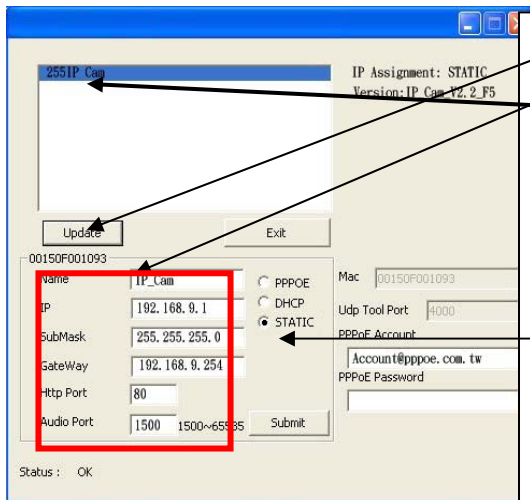 255IP Cam
IP Assignment: STATIC
Version:IP Cam_V2.2_F5
Update
Exit
00150F001093
Name IP_Cam
PPPOE
Mac 00150F001093
IP 192.168.9.1
DHCP
Udp Tool Port 4000
STATIC
SubMask 255.255.255.0
PPPoE Account
GateWay 192.168.9.254
Account@pppoe.com.tw
PPPoE Password
Http Port 80
Audio Port 1500 1500~65535
Submit
Status : OK